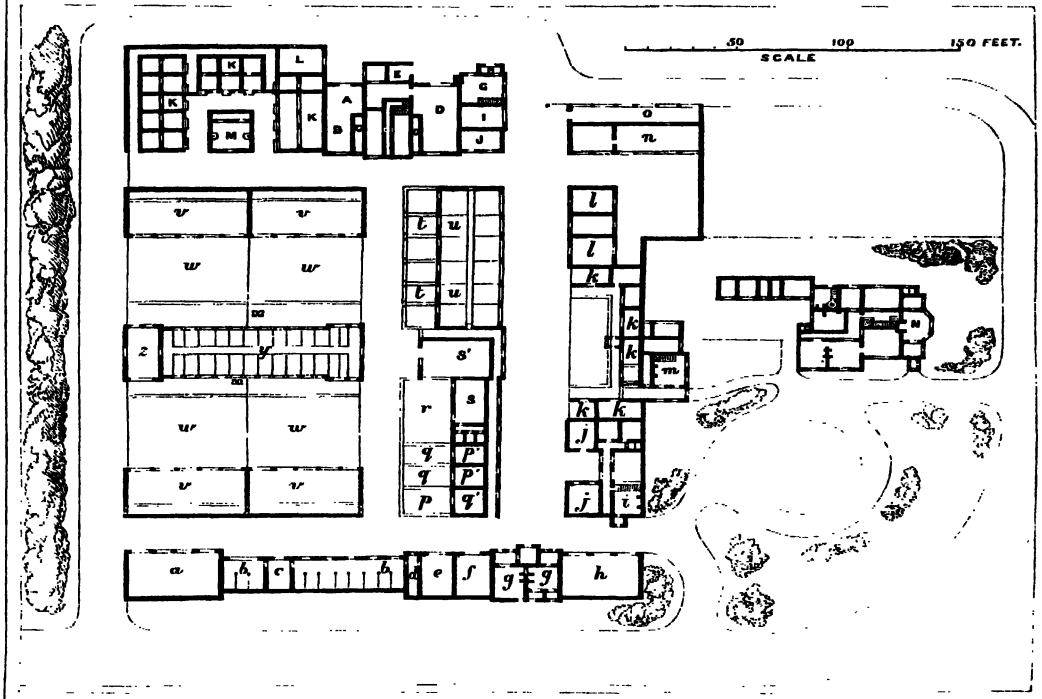 50 100 150 FEET.
SCALE
L
K
E
G
K
A
K
D
I
o
M
B
J
n
v v
t u
l
w w
l
k
t u
k
N
z y s'
k
m
r s
k k
w w
j
q p'
q p'
v v
p q'
j i
a b c b d e f g g h